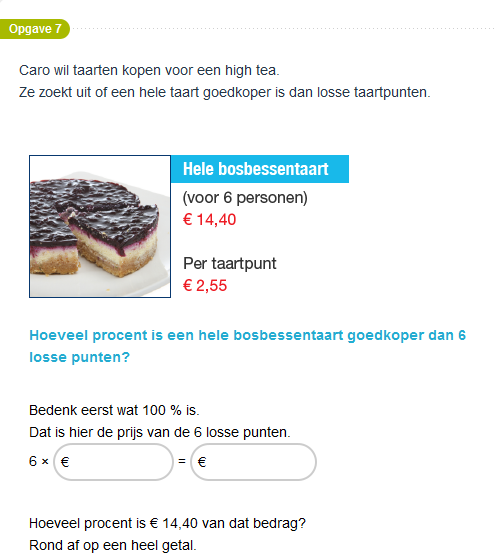 Opgave 7
Caro wil taarten kopen voor een high tea.
Ze zoekt uit of een hele taart goedkoper is dan losse taartpunten.
Hele bosbessentaart
(voor 6 personen)
€ 14,40
Per taartpunt
€ 2,55
Hoeveel procent is een hele bosbessentaart goedkoper dan 6
losse punten?
Bedenk eerst wat 100 % is.
Dat is hier de prijs van de 6 losse punten.
6 × € = €
Hoeveel procent is € 14,40 van dat bedrag?
Rond af op een heel getal.